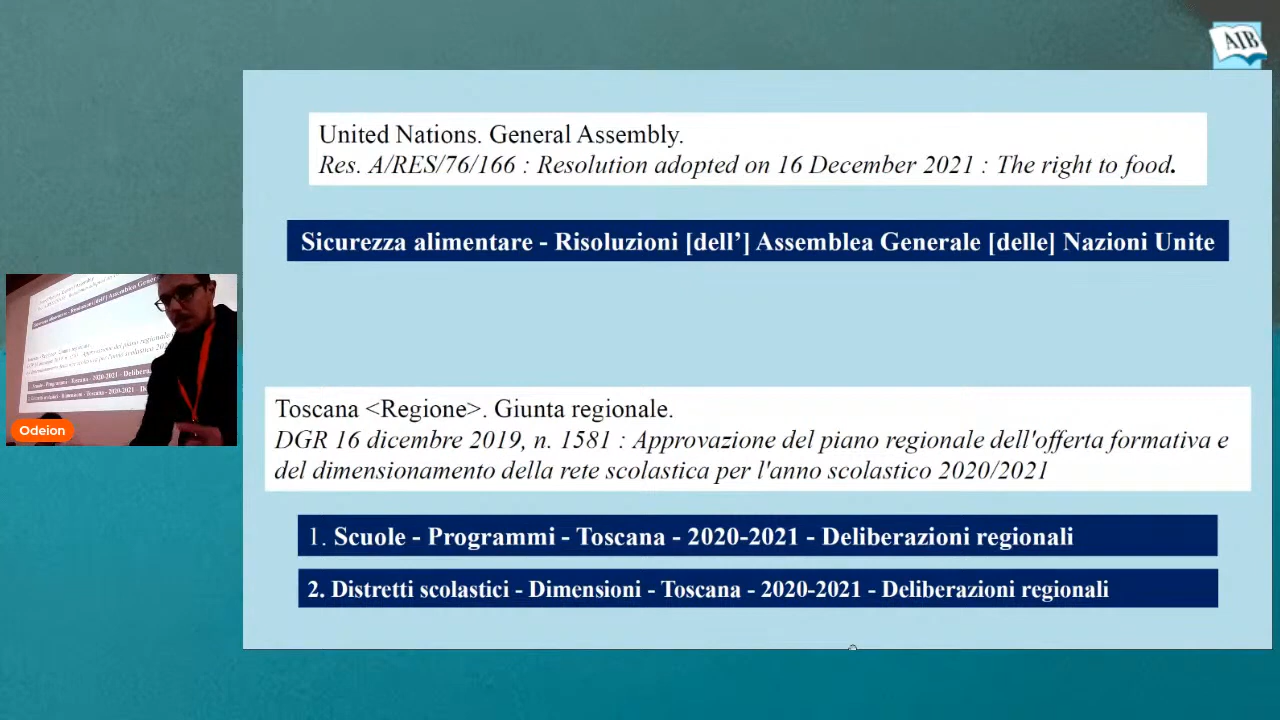 AIB
United Nations. General Assembly.
Res. A/RES/76/166 : Resolution adopted on 16 December 2021 : The right to food.
Sicurezza alimentare - Risoluzioni [dell’] Assemblea Generale [delle] Nazioni Unite
Odeion
Toscana <Regione>. Giunta regionale.
DGR 16 dicembre 2019, n. 1581 : Approvazione del piano regionale dell'offerta formativa e
del dimensionamento della rete scolastica per l'anno scolastico 2020/2021
1. Scuole - Programmi - Toscana - 2020-2021 - Deliberazioni regionali
2. Distretti scolastici - Dimensioni - Toscana - 2020-2021 - Deliberazioni regionali